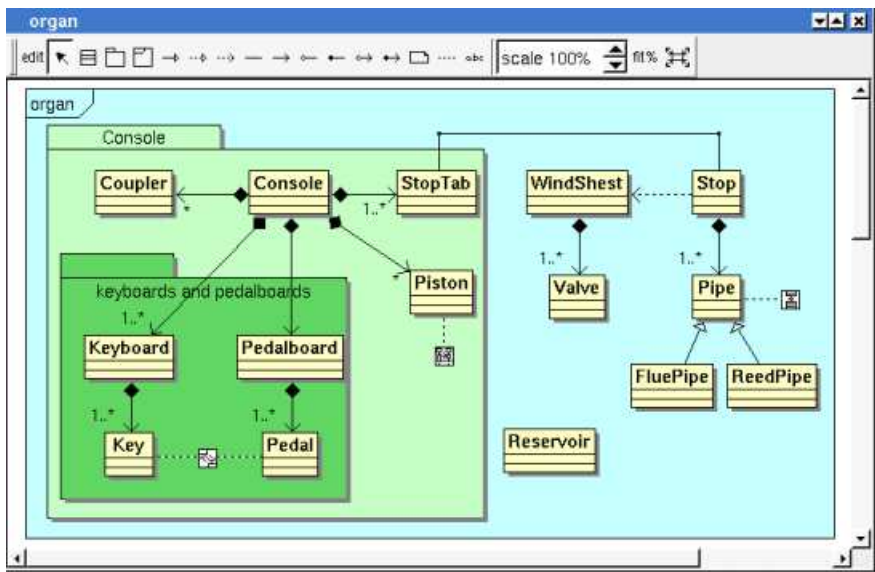 organ
edit
abc
scale 100%
fit%
organ
Console
Coupler
Console
StopTab
WindShest
Stop
*
1..*
1..*
1..*
keyboards and pedalboards
*
Piston
Valve
Pipe
1..*
Keyboard
Pedalboard
FluePipe
ReedPipe
1..*
1..*
Key
Pedal
Reservoir